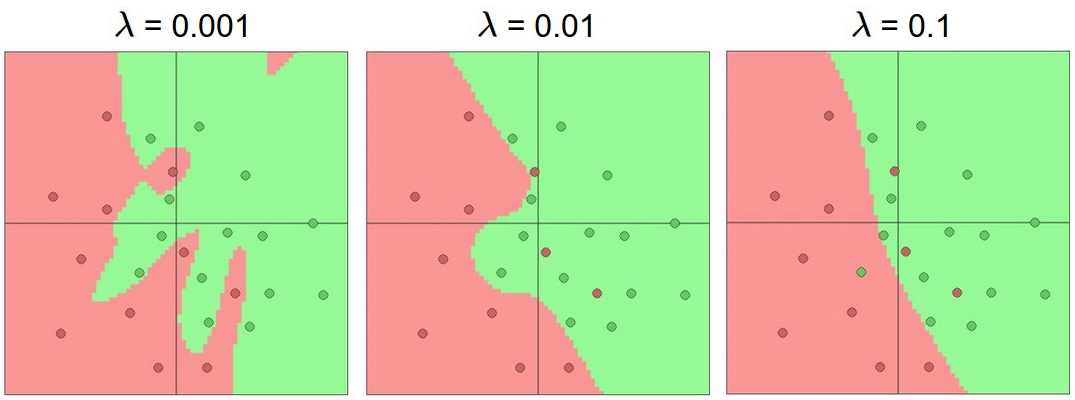 λ = 0.001
λ = 0.01
λ = 0.1